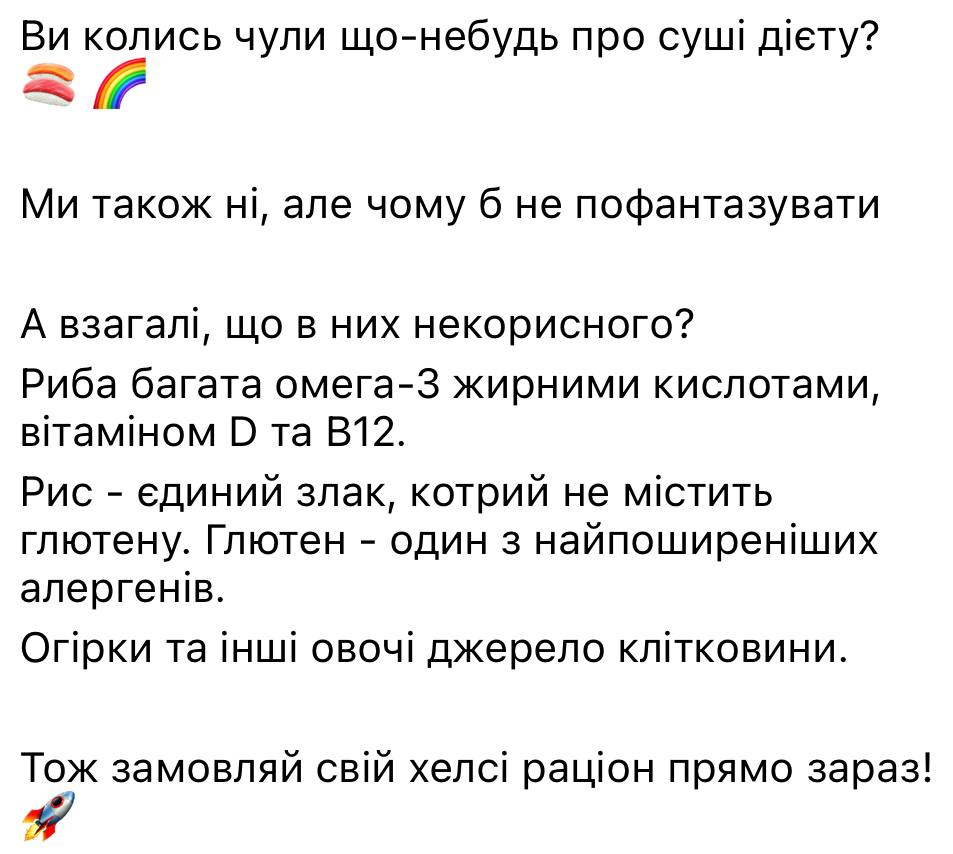 Ви колись чули що-небудь про суші дієту?
🍣 🌈
Ми також ні, але чому б не пофантазувати
А взагалі, що в них некорисного?
Риба багата омега-3 жирними кислотами,
вітаміном D та В12.
Рис - єдиний злак, котрий не містить
глютену. Глютен - один з найпоширеніших
алергенів.
Огірки та інші овочі джерело клітковини.
Тож замовляй свій хелсі раціон прямо зараз!
🚀